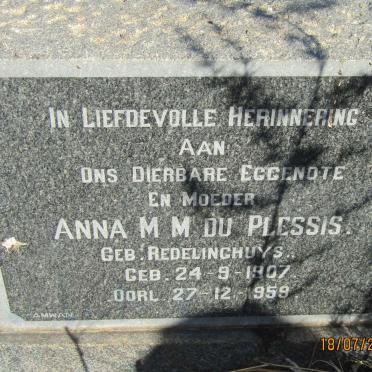 IN LIEFDEVOLLE HERINNERING
AAN
ONS DIERBARE EGGENOTE
EN MOEDER
ANNA M M DU PLESSIS.
GEB. REDELINGHUYS.
GEB. 24-9-1907.
OORL. 27-12-1959.
AMWAN
18/07/2